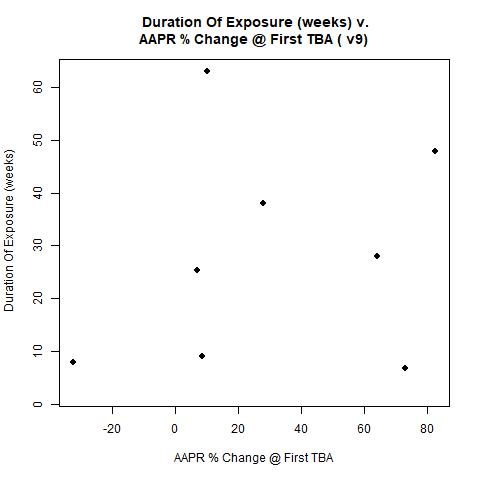 Duration Of Exposure (weeks) v.
AAPR % Change @ First TBA ( v9)
Duration Of Exposure (weeks)
60
50
40
30
20
10
0
-20 0 20 40 60 80
AAPR % Change @ First TBA